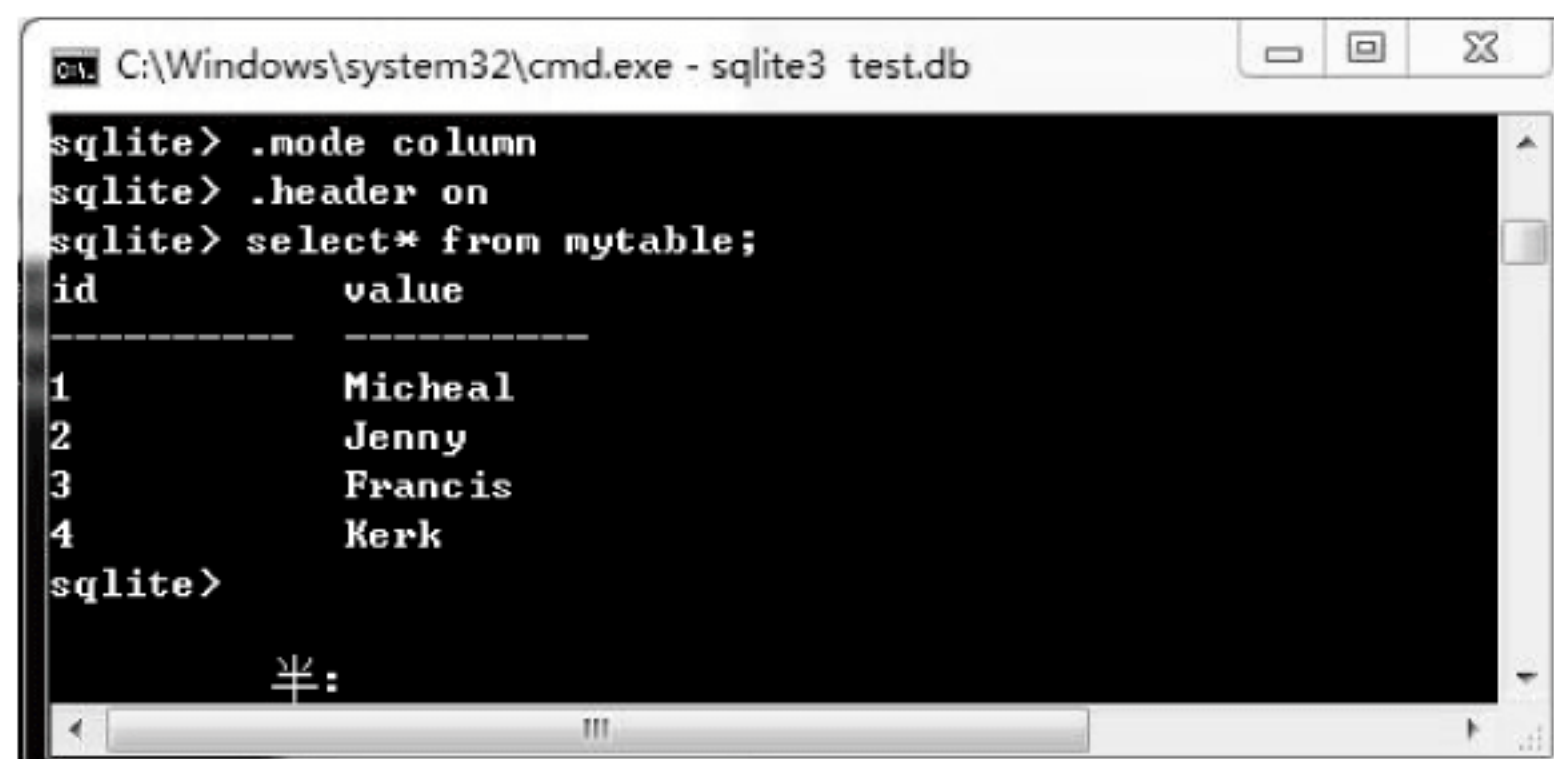 C:\Windows\system32\cmd.exe - sqlite3 test.db
sqlite> .mode column
sqlite> .header on
sqlite> select* from mytable;
id value
---------- ----------
1 Micheal
2 Jenny
3 Francis
4 Kerk
sqlite>
半: